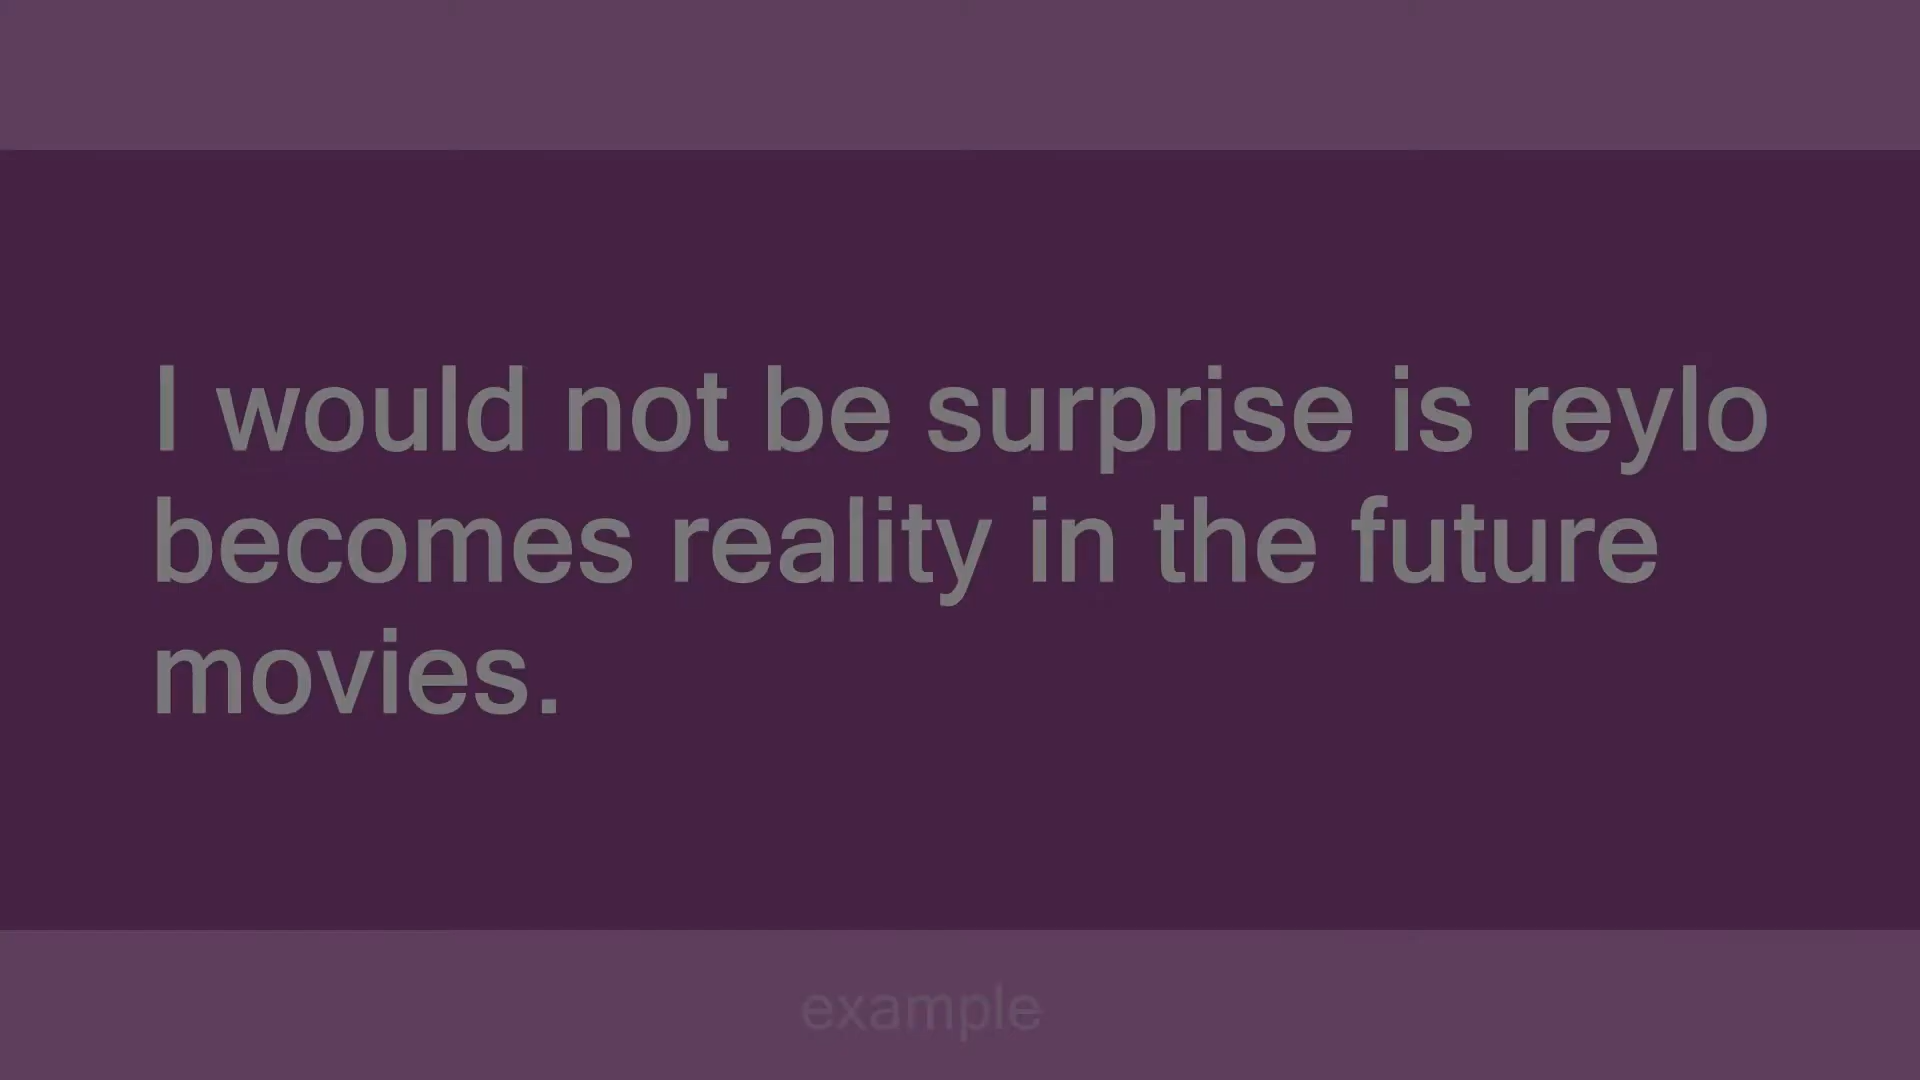 I would not be surprise is reylo
becomes reality in the future
movies.
example